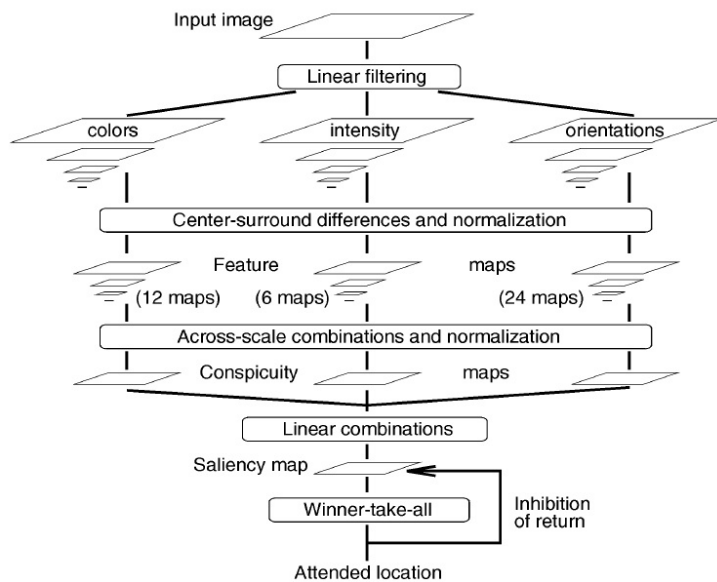 Input image
Linear filtering
colors intensity orientations
Center-surround differences and normalization
Feature maps
(12 maps) (6 maps) (24 maps)
Across-scale combinations and normalization
Conspicuity maps
Linear combinations
Saliency map
Winner-take-all
Inhibition
of return
Attended location